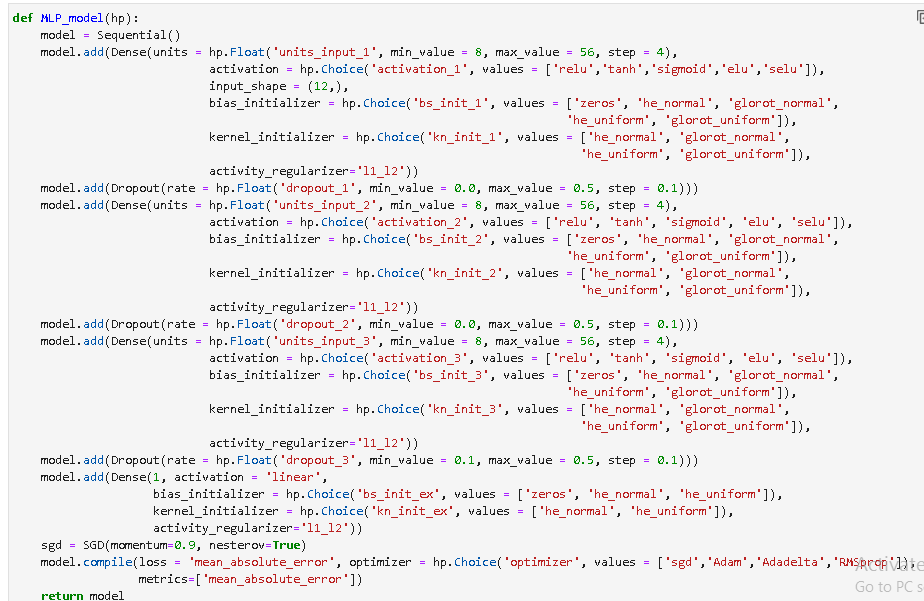 def MLP_model(hp):
    model = Sequential()
    model.add(Dense(units = hp.Float('units_input_1', min_value = 8, max_value = 56, step = 4),
                            activation = hp.Choice('activation_1', values = ['relu','tanh','sigmoid','elu','selu']),
                            input_shape = (12,),
                            bias_initializer = hp.Choice('bs_init_1', values = ['zeros', 'he_normal', 'glorot_normal',
                                                                                'he_uniform', 'glorot_uniform']),
                            kernel_initializer = hp.Choice('kn_init_1', values = ['he_normal', 'glorot_normal',
                                                                                  'he_uniform', 'glorot_uniform']),
                            activity_regularizer='l1_l2'))
    model.add(Dropout(rate = hp.Float('dropout_1', min_value = 0.0, max_value = 0.5, step = 0.1)))
    model.add(Dense(units = hp.Float('units_input_2', min_value = 8, max_value = 56, step = 4),
                            activation = hp.Choice('activation_2', values = ['relu', 'tanh', 'sigmoid', 'elu', 'selu']),
                            bias_initializer = hp.Choice('bs_init_2', values = ['zeros', 'he_normal', 'glorot_normal',
                                                                                'he_uniform', 'glorot_uniform']),
                            kernel_initializer = hp.Choice('kn_init_2', values = ['he_normal', 'glorot_normal',
                                                                                  'he_uniform', 'glorot_uniform']),
                            activity_regularizer='l1_l2'))
    model.add(Dropout(rate = hp.Float('dropout_2', min_value = 0.0, max_value = 0.5, step = 0.1)))
    model.add(Dense(units = hp.Float('units_input_3', min_value = 8, max_value = 56, step = 4),
                            activation = hp.Choice('activation_3', values = ['relu', 'tanh', 'sigmoid', 'elu', 'selu']),
                            bias_initializer = hp.Choice('bs_init_3', values = ['zeros', 'he_normal', 'glorot_normal',
                                                                                'he_uniform', 'glorot_uniform']),
                            kernel_initializer = hp.Choice('kn_init_3', values = ['he_normal', 'glorot_normal',
                                                                                  'he_uniform', 'glorot_uniform']),
                            activity_regularizer='l1_l2'))
    model.add(Dropout(rate = hp.Float('dropout_3', min_value = 0.1, max_value = 0.5, step = 0.1)))
    model.add(Dense(1, activation = 'linear',
                    bias_initializer = hp.Choice('bs_init_ex', values = ['zeros', 'he_normal', 'he_uniform']),
                    kernel_initializer = hp.Choice('kn_init_ex', values = ['he_normal', 'he_uniform']),
                    activity_regularizer='l1_l2'))
    sgd = SGD(momentum=0.9, nesterov=True)
    model.compile(loss = 'mean_absolute_error', optimizer = hp.Choice('optimizer', values = ['sgd','Adam','Adadelta','RMSprop']),
                  metrics=['mean_absolute_error'])
    return model
Activate
Go to PC s